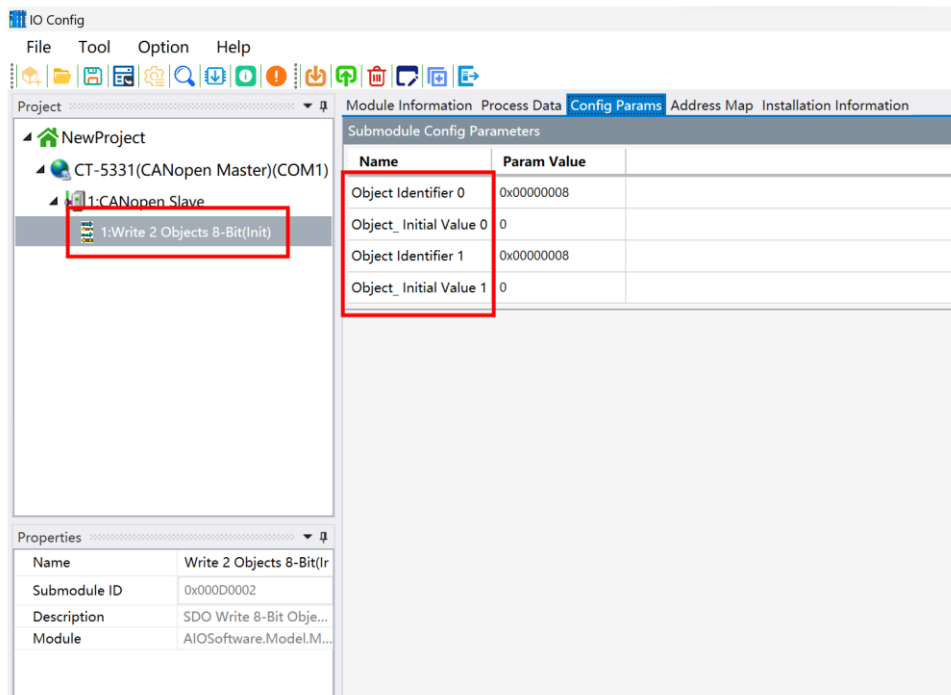 IO Config
File Tool Option Help
Project
NewProject
CT-5331(CANopen Master)(COM1)
1:CANopen Slave
1:Write 2 Objects 8-Bit(Init)
Module Information Process Data Config Params Address Map Installation Information
Submodule Config Parameters
Name Param Value
Object Identifier 0 0x00000008
Object_ Initial Value 0 0
Object Identifier 1 0x00000008
Object_ Initial Value 1 0
Properties
Name Write 2 Objects 8-Bit(Ir
Submodule ID 0x000D0002
Description SDO Write 8-Bit Obje...
Module AIOSoftware.Model.M...